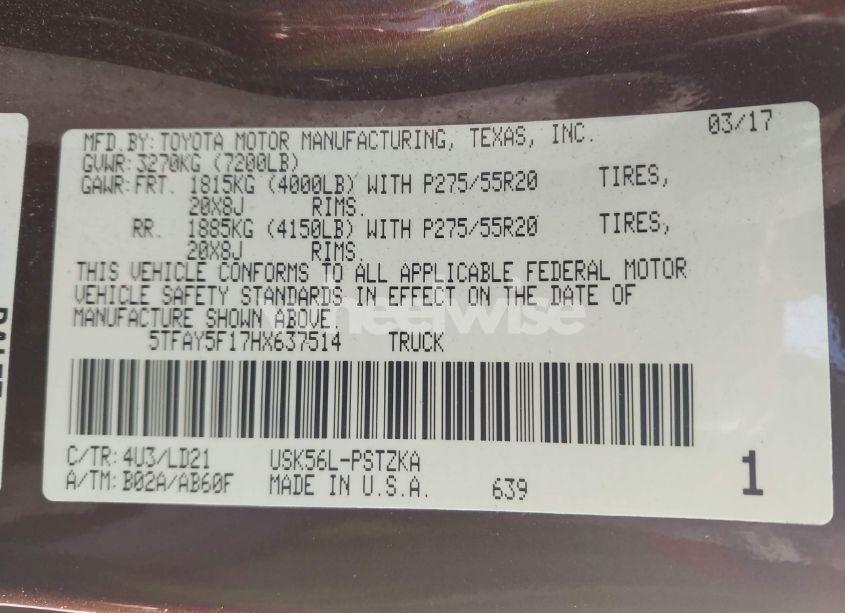 MFD.BY:TOYOTA MOTOR MANUFACTURING, TEXAS, INC. 03/17
GVWR:3270KG (7200LB)
GAWR:FRT. 1815KG (4000LB) WITH P275/55R20 TIRES,
20X8J RIMS.
RR. 1885KG (4150LB) WITH P275/55R20 TIRES,
20X8J RIMS.
THIS VEHICLE CONFORMS TO ALL APPLICABLE FEDERAL MOTOR
VEHICLE SAFETY STANDARDS IN EFFECT ON THE DATE OF
MANUFACTURE SHOWN ABOVE.
wheelwise
5TFAY5F17HX637514 TRUCK
C/TR:4U3/LD21 USK56L-PSTZKA
A/TM:B02A/AB60F MADE IN U.S.A. 639 1